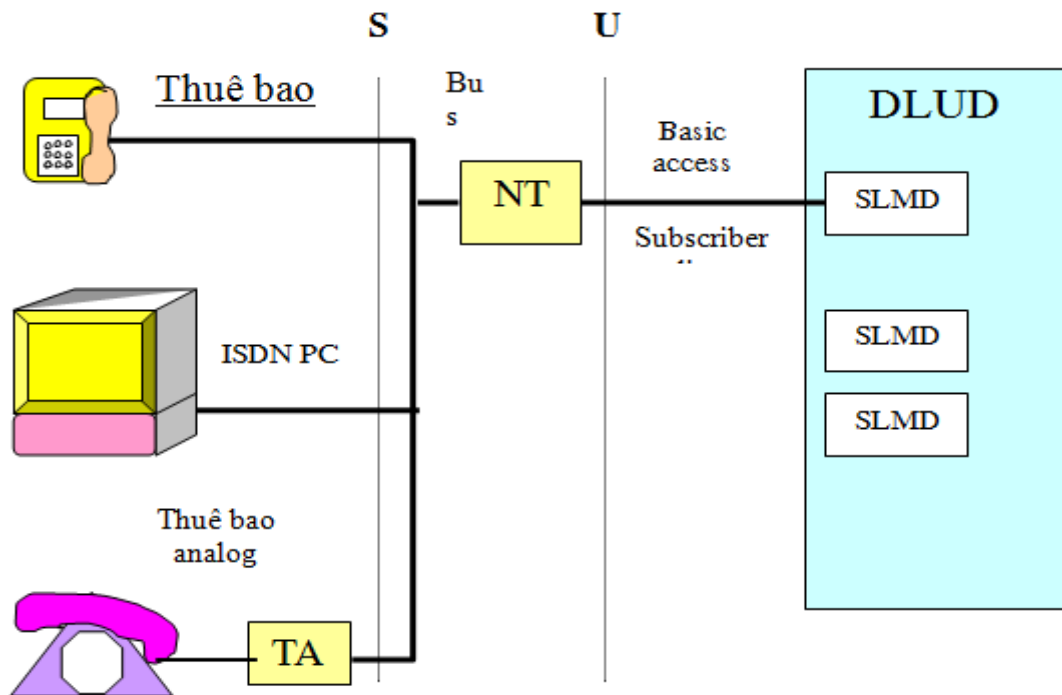 S
U
Thuê bao
Bu
s
DLUD
Basic
access
NT
SLMD
Subscriber
ISDN PC
SLMD
SLMD
Thuê bao
analog
TA